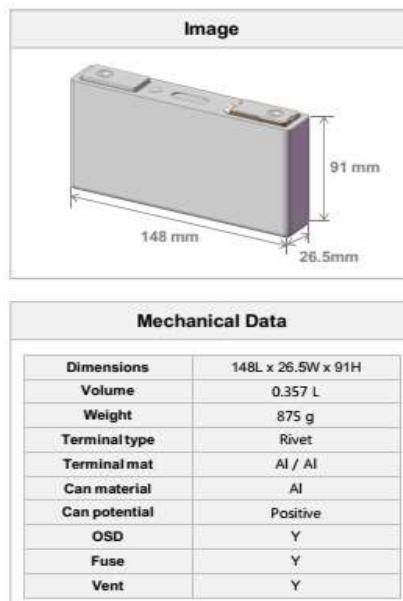 Image
91 mm
148 mm
26.5mm
Mechanical Data
Dimensions 148L x 26.5W x 91H
Volume 0.357 L
Weight 875 g
Terminal type Rivet
Terminal mat Al / Al
Can material Al
Can potential Positive
OSD Y
Fuse Y
Vent Y